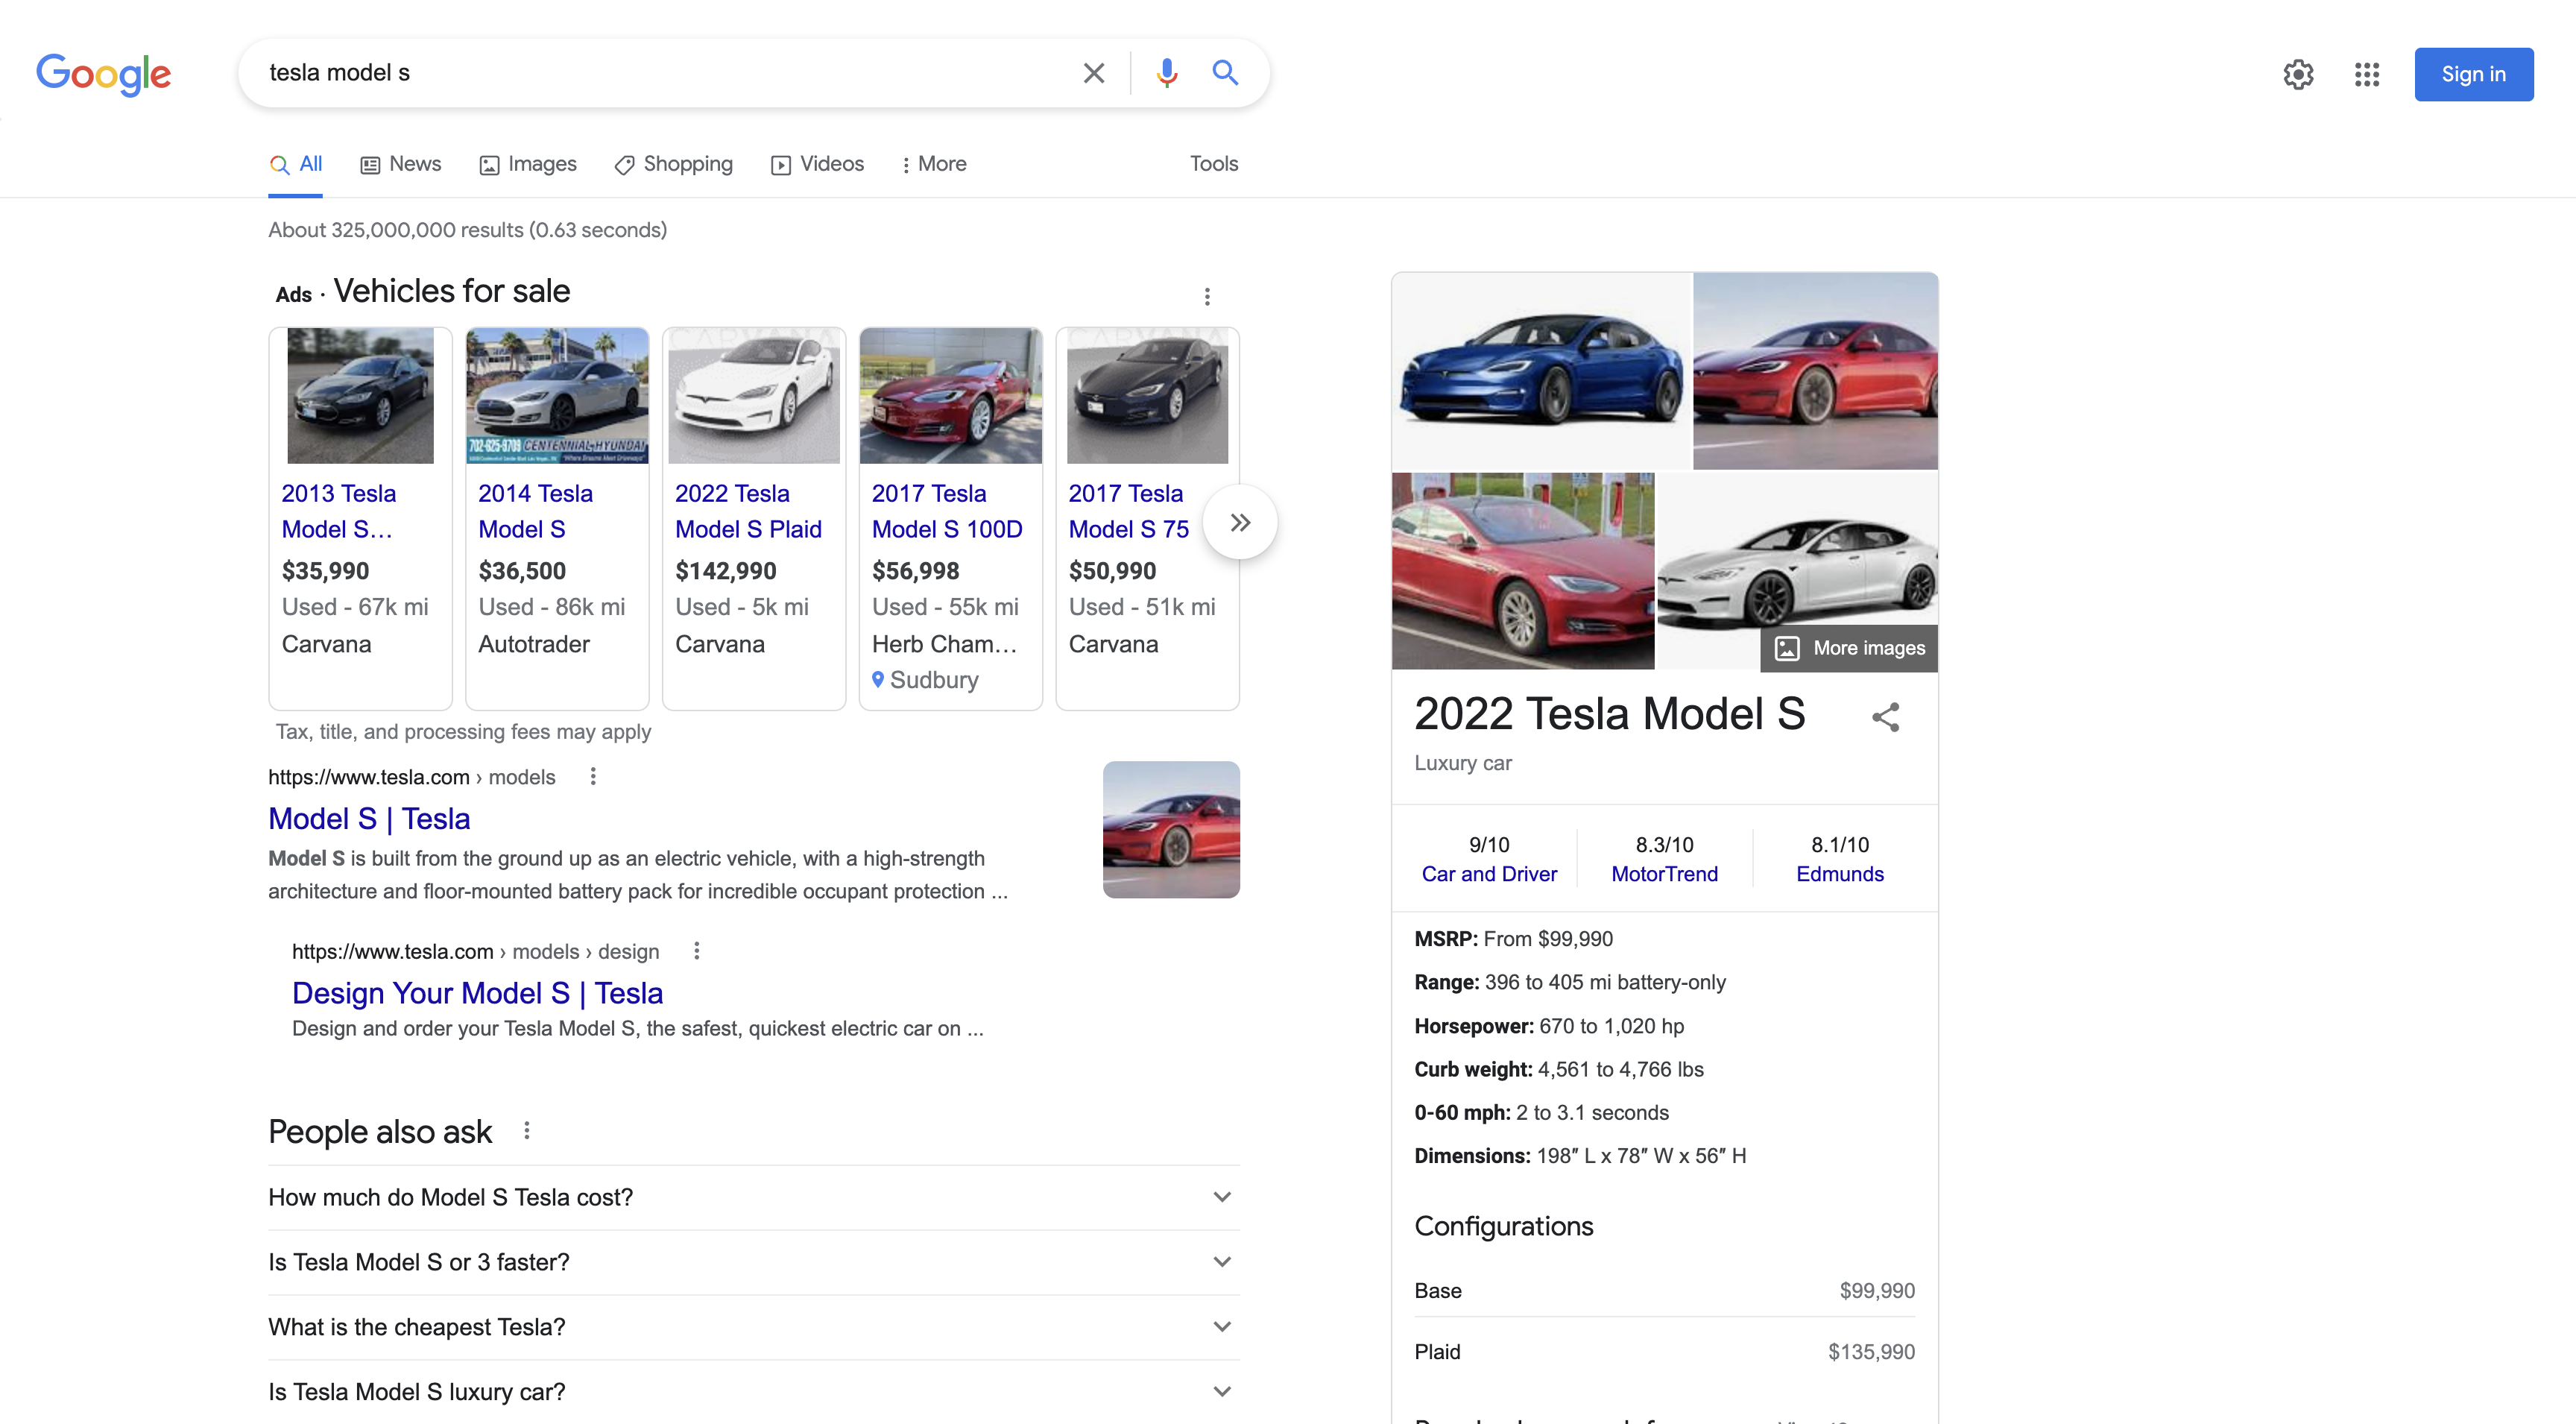 Google
tesla model s
Sign in
All
News
Images
Shopping
Videos
More
Tools
About 325,000,000 results (0.63 seconds)
Ads · Vehicles for sale
CARVANA
702-625-9709 CENTENNIAL HYUNDAI
"Where Dreams Meet Driveways"
2013 Tesla
Model S...
$35,990
Used - 67k mi
Carvana
2014 Tesla
Model S
$36,500
Used - 86k mi
Autotrader
2022 Tesla
Model S Plaid
$142,990
Used - 5k mi
Carvana
2017 Tesla
Model S 100D
$56,998
Used - 55k mi
Herb Cham...
Sudbury
CARVANA
2017 Tesla
Model S 75
$50,990
Used - 51k mi
Carvana
Tax, title, and processing fees may apply
https://www.tesla.com › models
Model S | Tesla
Model S is built from the ground up as an electric vehicle, with a high-strength
architecture and floor-mounted battery pack for incredible occupant protection ...
https://www.tesla.com › models › design
Design Your Model S | Tesla
Design and order your Tesla Model S, the safest, quickest electric car on ...
People also ask
How much do Model S Tesla cost?
Is Tesla Model S or 3 faster?
What is the cheapest Tesla?
Is Tesla Model S luxury car?
More images
2022 Tesla Model S
Luxury car
9/10
Car and Driver
8.3/10
MotorTrend
8.1/10
Edmunds
MSRP: From $99,990
Range: 396 to 405 mi battery-only
Horsepower: 670 to 1,020 hp
Curb weight: 4,561 to 4,766 lbs
0-60 mph: 2 to 3.1 seconds
Dimensions: 198″ L x 78″ W x 56″ H
Configurations
Base
$99,990
Plaid
$135,990